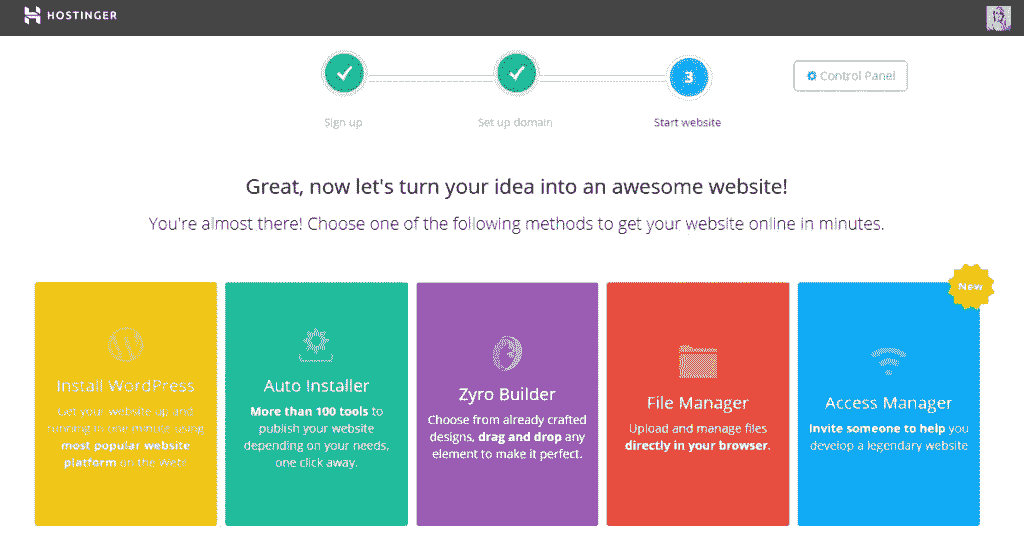 HOSTINGER
3
Control Panel
Sign up
Set up domain
Start website
Great, now let's turn your idea into an awesome website!
You're almost there! Choose one of the following methods to get your website online in minutes.
New
Install WordPress
Get your website up and
running in one minute using
most popular website
platform on the Web
Auto Installer
More than 100 tools to
publish your website
depending on your needs,
one click away.
Zyro Builder
Choose from already crafted
designs, drag and drop any
element to make it perfect.
File Manager
Upload and manage files
directly in your browser.
Access Manager
Invite someone to help you
develop a legendary website